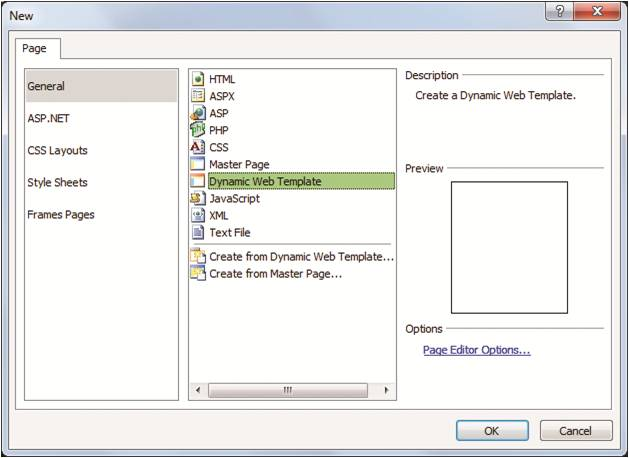 New
Page
General
ASP.NET
CSS Layouts
Style Sheets
Frames Pages
HTML
ASPX
ASP
PHP
CSS
Master Page
Dynamic Web Template
JavaScript
XML
Text File
Create from Dynamic Web Template...
Create from Master Page...
Description
Create a Dynamic Web Template.
Preview
Options
Page Editor Options...
OK
Cancel